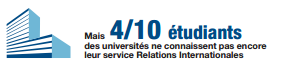 Mais 4/10 étudiants
des universités ne connaissent pas encore
leur service Relations Internationales